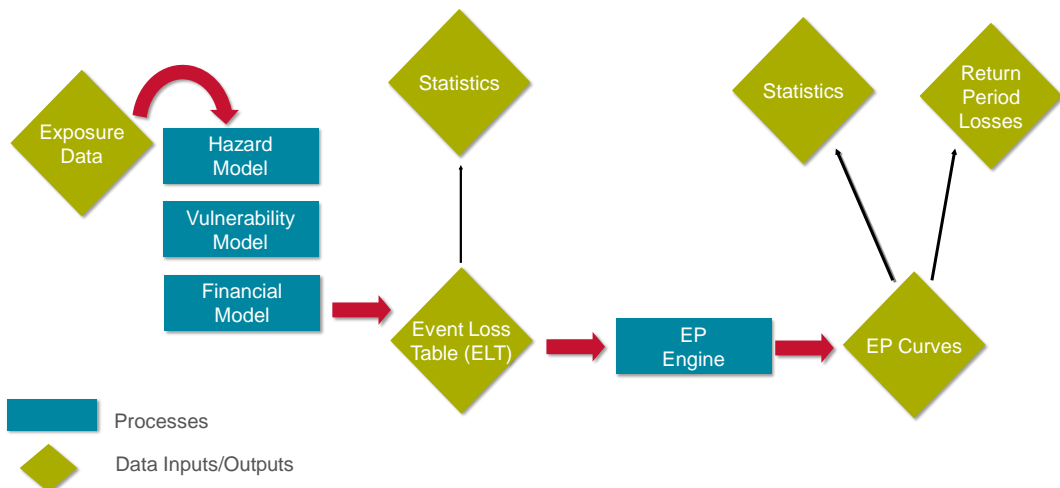 Exposure
Data
Hazard
Model
Vulnerability
Model
Financial
Model
Statistics
Event Loss
Table (ELT)
EP
Engine
EP Curves
Statistics
Return
Period
Losses
Processes
Data Inputs/Outputs